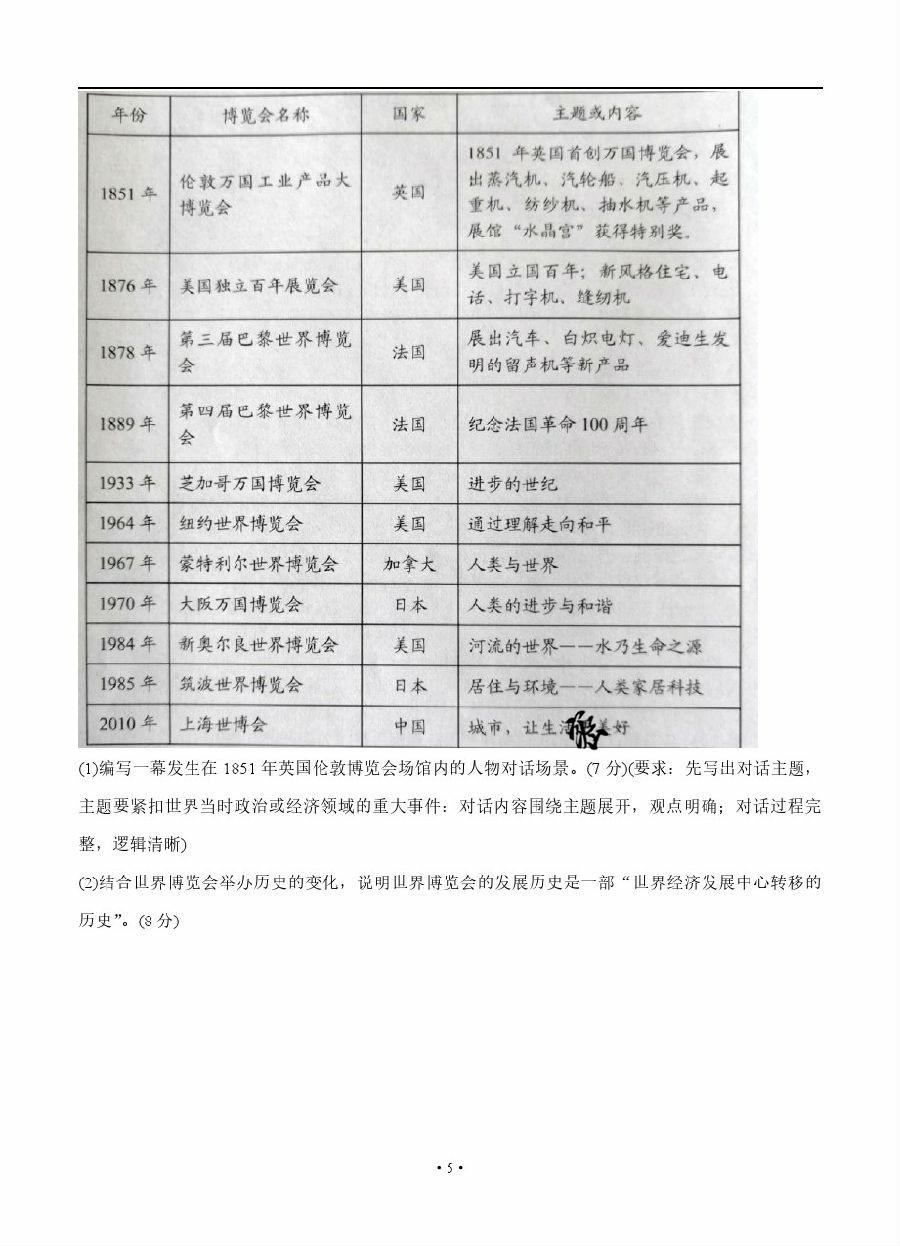 年份 博览会名称 国家 主题或内容
1851 年 伦敦万国工业产品大
博览会 英国 1851 年英国首创万国博览会，展
出蒸汽机、汽轮船、汽压机、起
重机、纺纱机、抽水机等产品，
展馆“水晶宫”获得特别奖。
1876 年 美国独立百年展览会 美国 美国立国百年；新风格住宅、电
话、打字机、缝纫机
1878 年 第三届巴黎世界博览
会 法国 展出汽车、白炽电灯、爱迪生发
明的留声机等新产品
1889 年 第四届巴黎世界博览
会 法国 纪念法国革命 100 周年
1933 年 芝加哥万国博览会 美国 进步的世纪
1964 年 纽约世界博览会 美国 通过理解走向和平
1967 年 蒙特利尔世界博览会 加拿大 人类与世界
1970 年 大阪万国博览会 日本 人类的进步与和谐
1984 年 新奥尔良世界博览会 美国 河流的世界——水乃生命之源
1985 年 筑波世界博览会 日本 居住与环境——人类家居科技
2010 年 上海世博会 中国 城市，让生活美好
(1)编写一幕发生在 1851 年英国伦敦博览会场馆内的人物对话场景。(7 分)(要求：先写出对话主题，
主题要紧扣世界当时政治或经济领域的重大事件：对话内容围绕主题展开，观点明确；对话过程完
整，逻辑清晰)
(2)结合世界博览会举办历史的变化，说明世界博览会的发展历史是一部“世界经济发展中心转移的
历史”。(8 分)
• 5 •